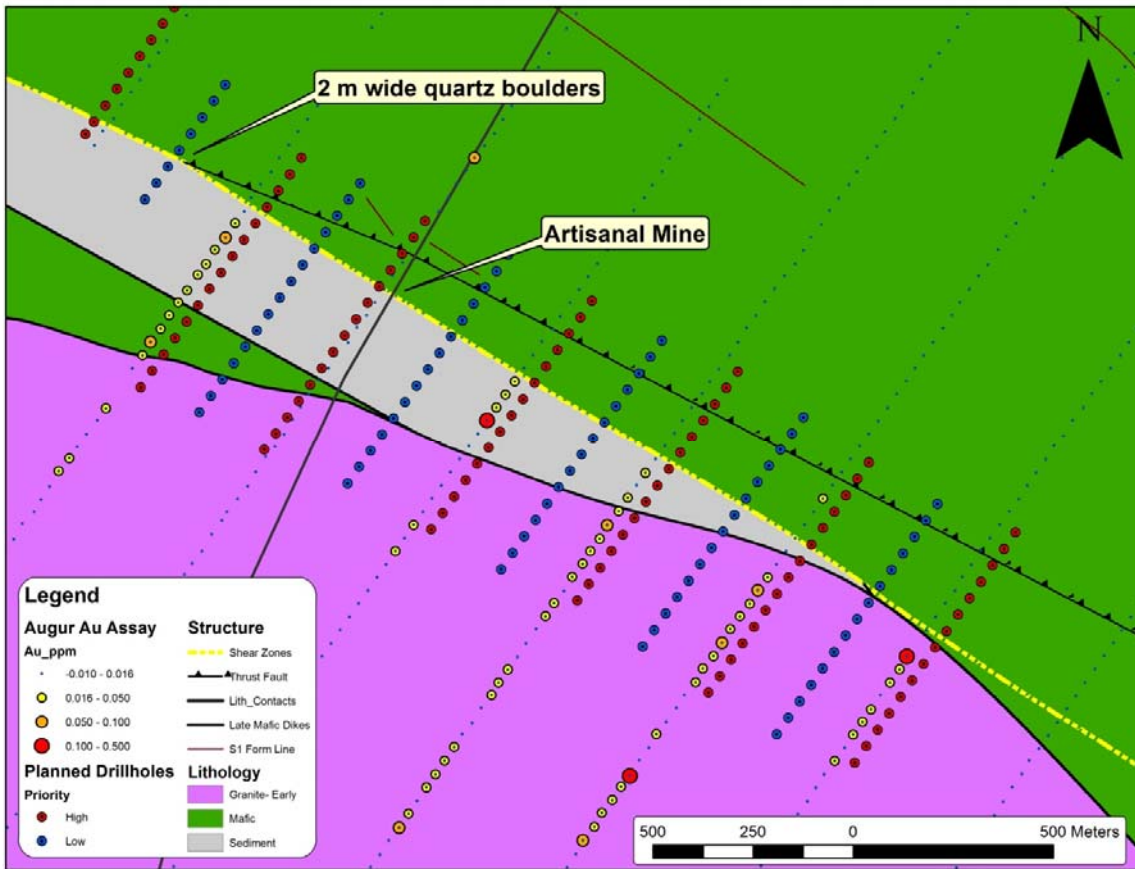 N
2 m wide quartz boulders
Artisanal Mine
Legend
Augur Au Assay
Au_ppm
-0.010 - 0.016
0.016 - 0.050
0.050 - 0.100
0.100 - 0.500
Planned Drillholes
Priority
High
Low
Structure
Shear Zones
Thrust Fault
Lith_Contacts
Late Mafic Dikes
S1 Form Line
Lithology
Granite- Early
Mafic
Sediment
500 250 0 500 Meters